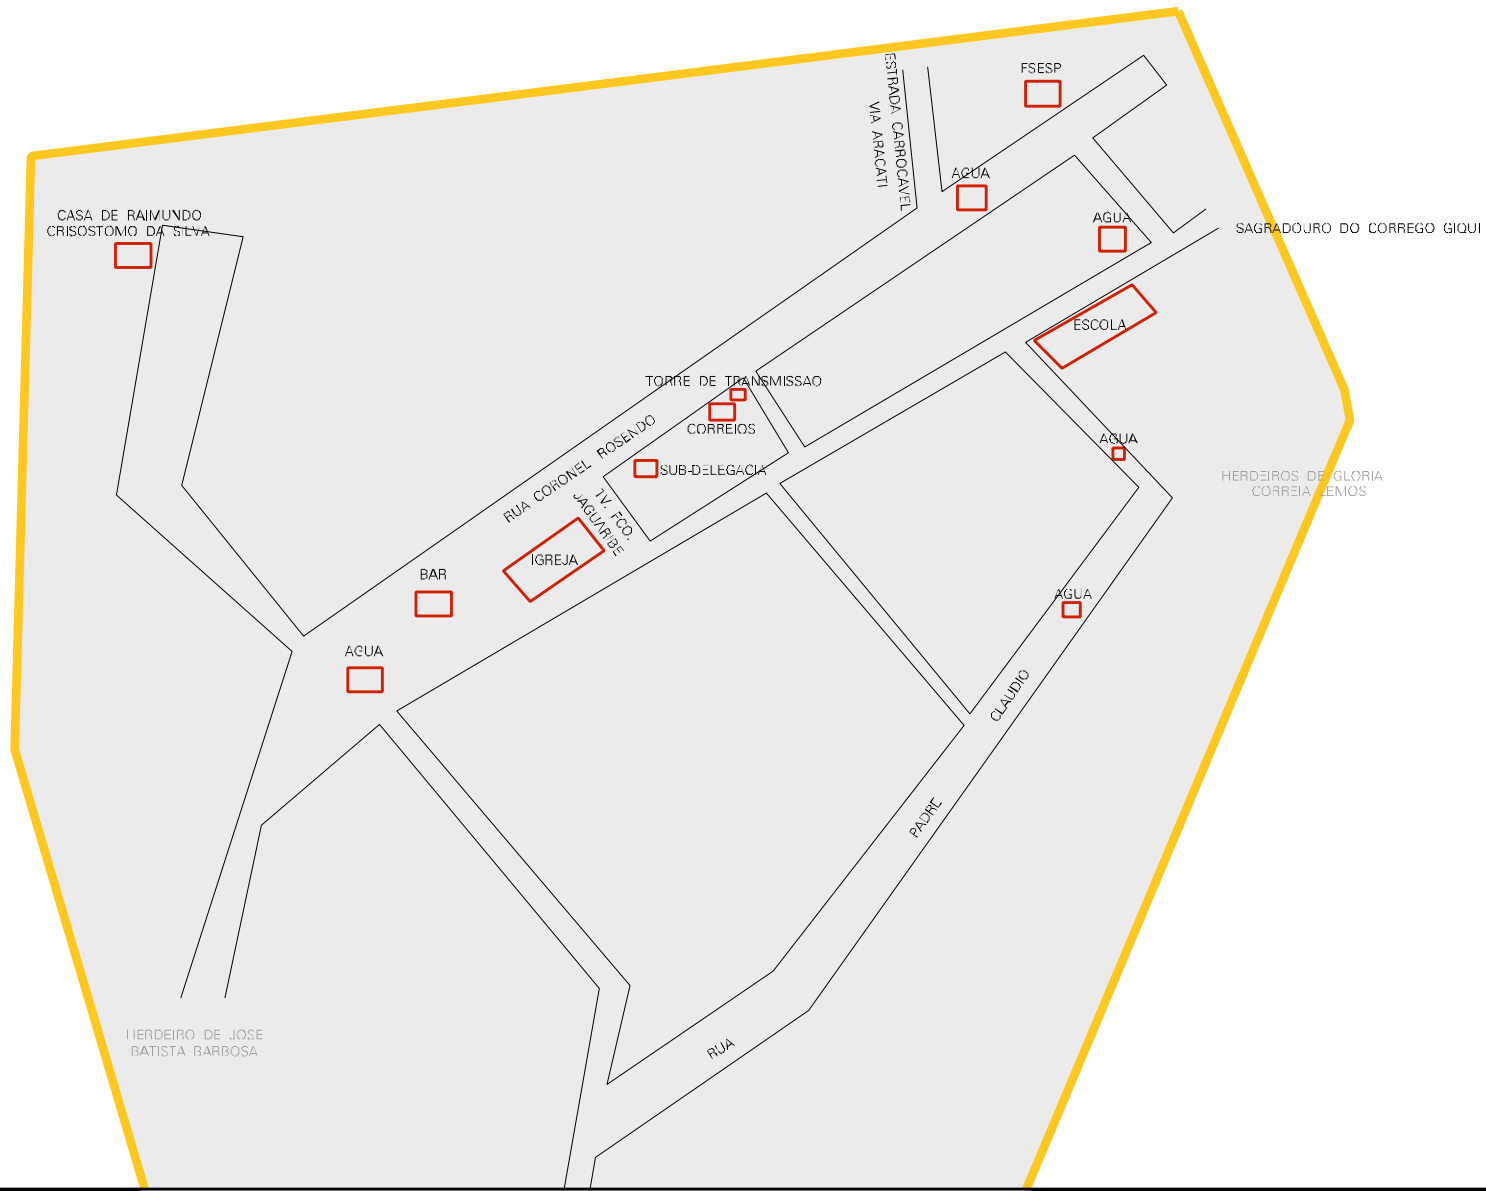 FSESP
ESTRADA CARROCAVEL
VIA ARACATI
AGUA
CASA DE RAIMUNDO
CRISOSTOMO DA SILVA
AGUA
SAGRADOURO DO CORREGO GIQUI
ESCOLA
TORRE DE TRANSMISSAO
CORREIOS
RUA CORONEL ROSENDO
SUB-DELEGACIA
AGUA
HERDEIROS DE GLORIA
CORREIA LEMOS
TV. FCO.
JAGUARIBE
IGREJA
BAR
AGUA
AGUA
RUA PADRE CLAUDIO
HERDEIRO DE JOSE
BATISTA BARBOSA